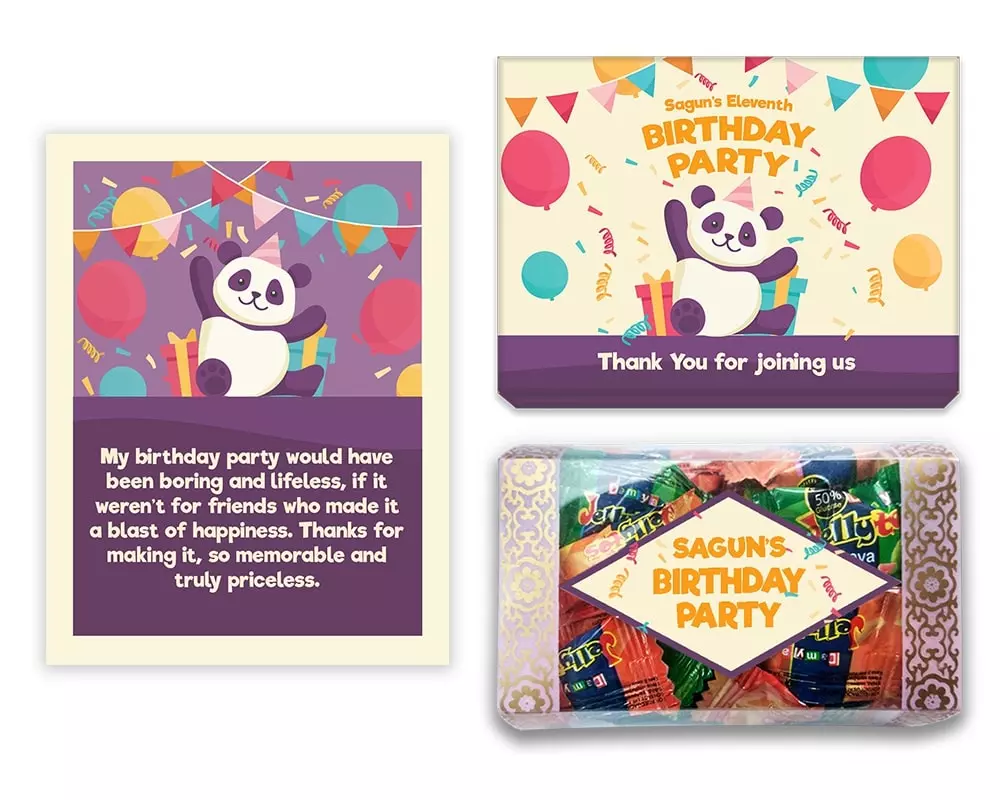 My birthday party would have
been boring and lifeless, if it
weren't for friends who made it
a blast of happiness. Thanks for
making it, so memorable and
truly priceless.
Sagun's Eleventh
BIRTHDAY
PARTY
Thank You for joining us
SAGUN'S
BIRTHDAY
PARTY
50%